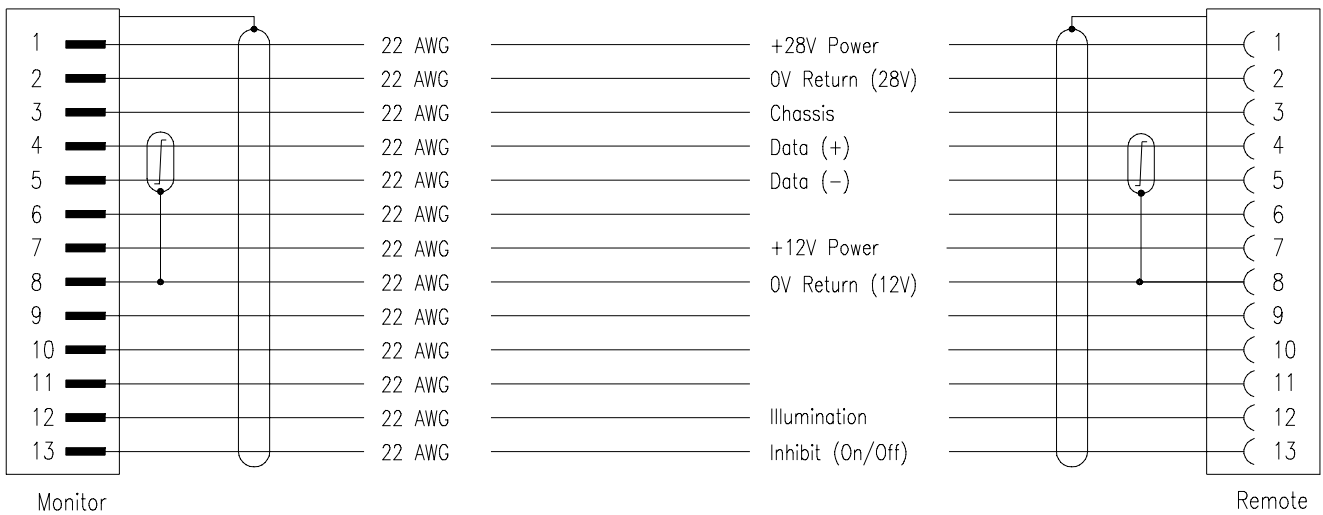 1 22 AWG +28V Power 1
2 22 AWG 0V Return (28V) 2
3 22 AWG Chassis 3
4 22 AWG Data (+) 4
5 22 AWG Data (-) 5
6 22 AWG 6
7 22 AWG +12V Power 7
8 22 AWG 0V Return (12V) 8
9 22 AWG 9
10 22 AWG 10
11 22 AWG 11
12 22 AWG Illumination 12
13 22 AWG Inhibit (On/Off) 13
Monitor Remote